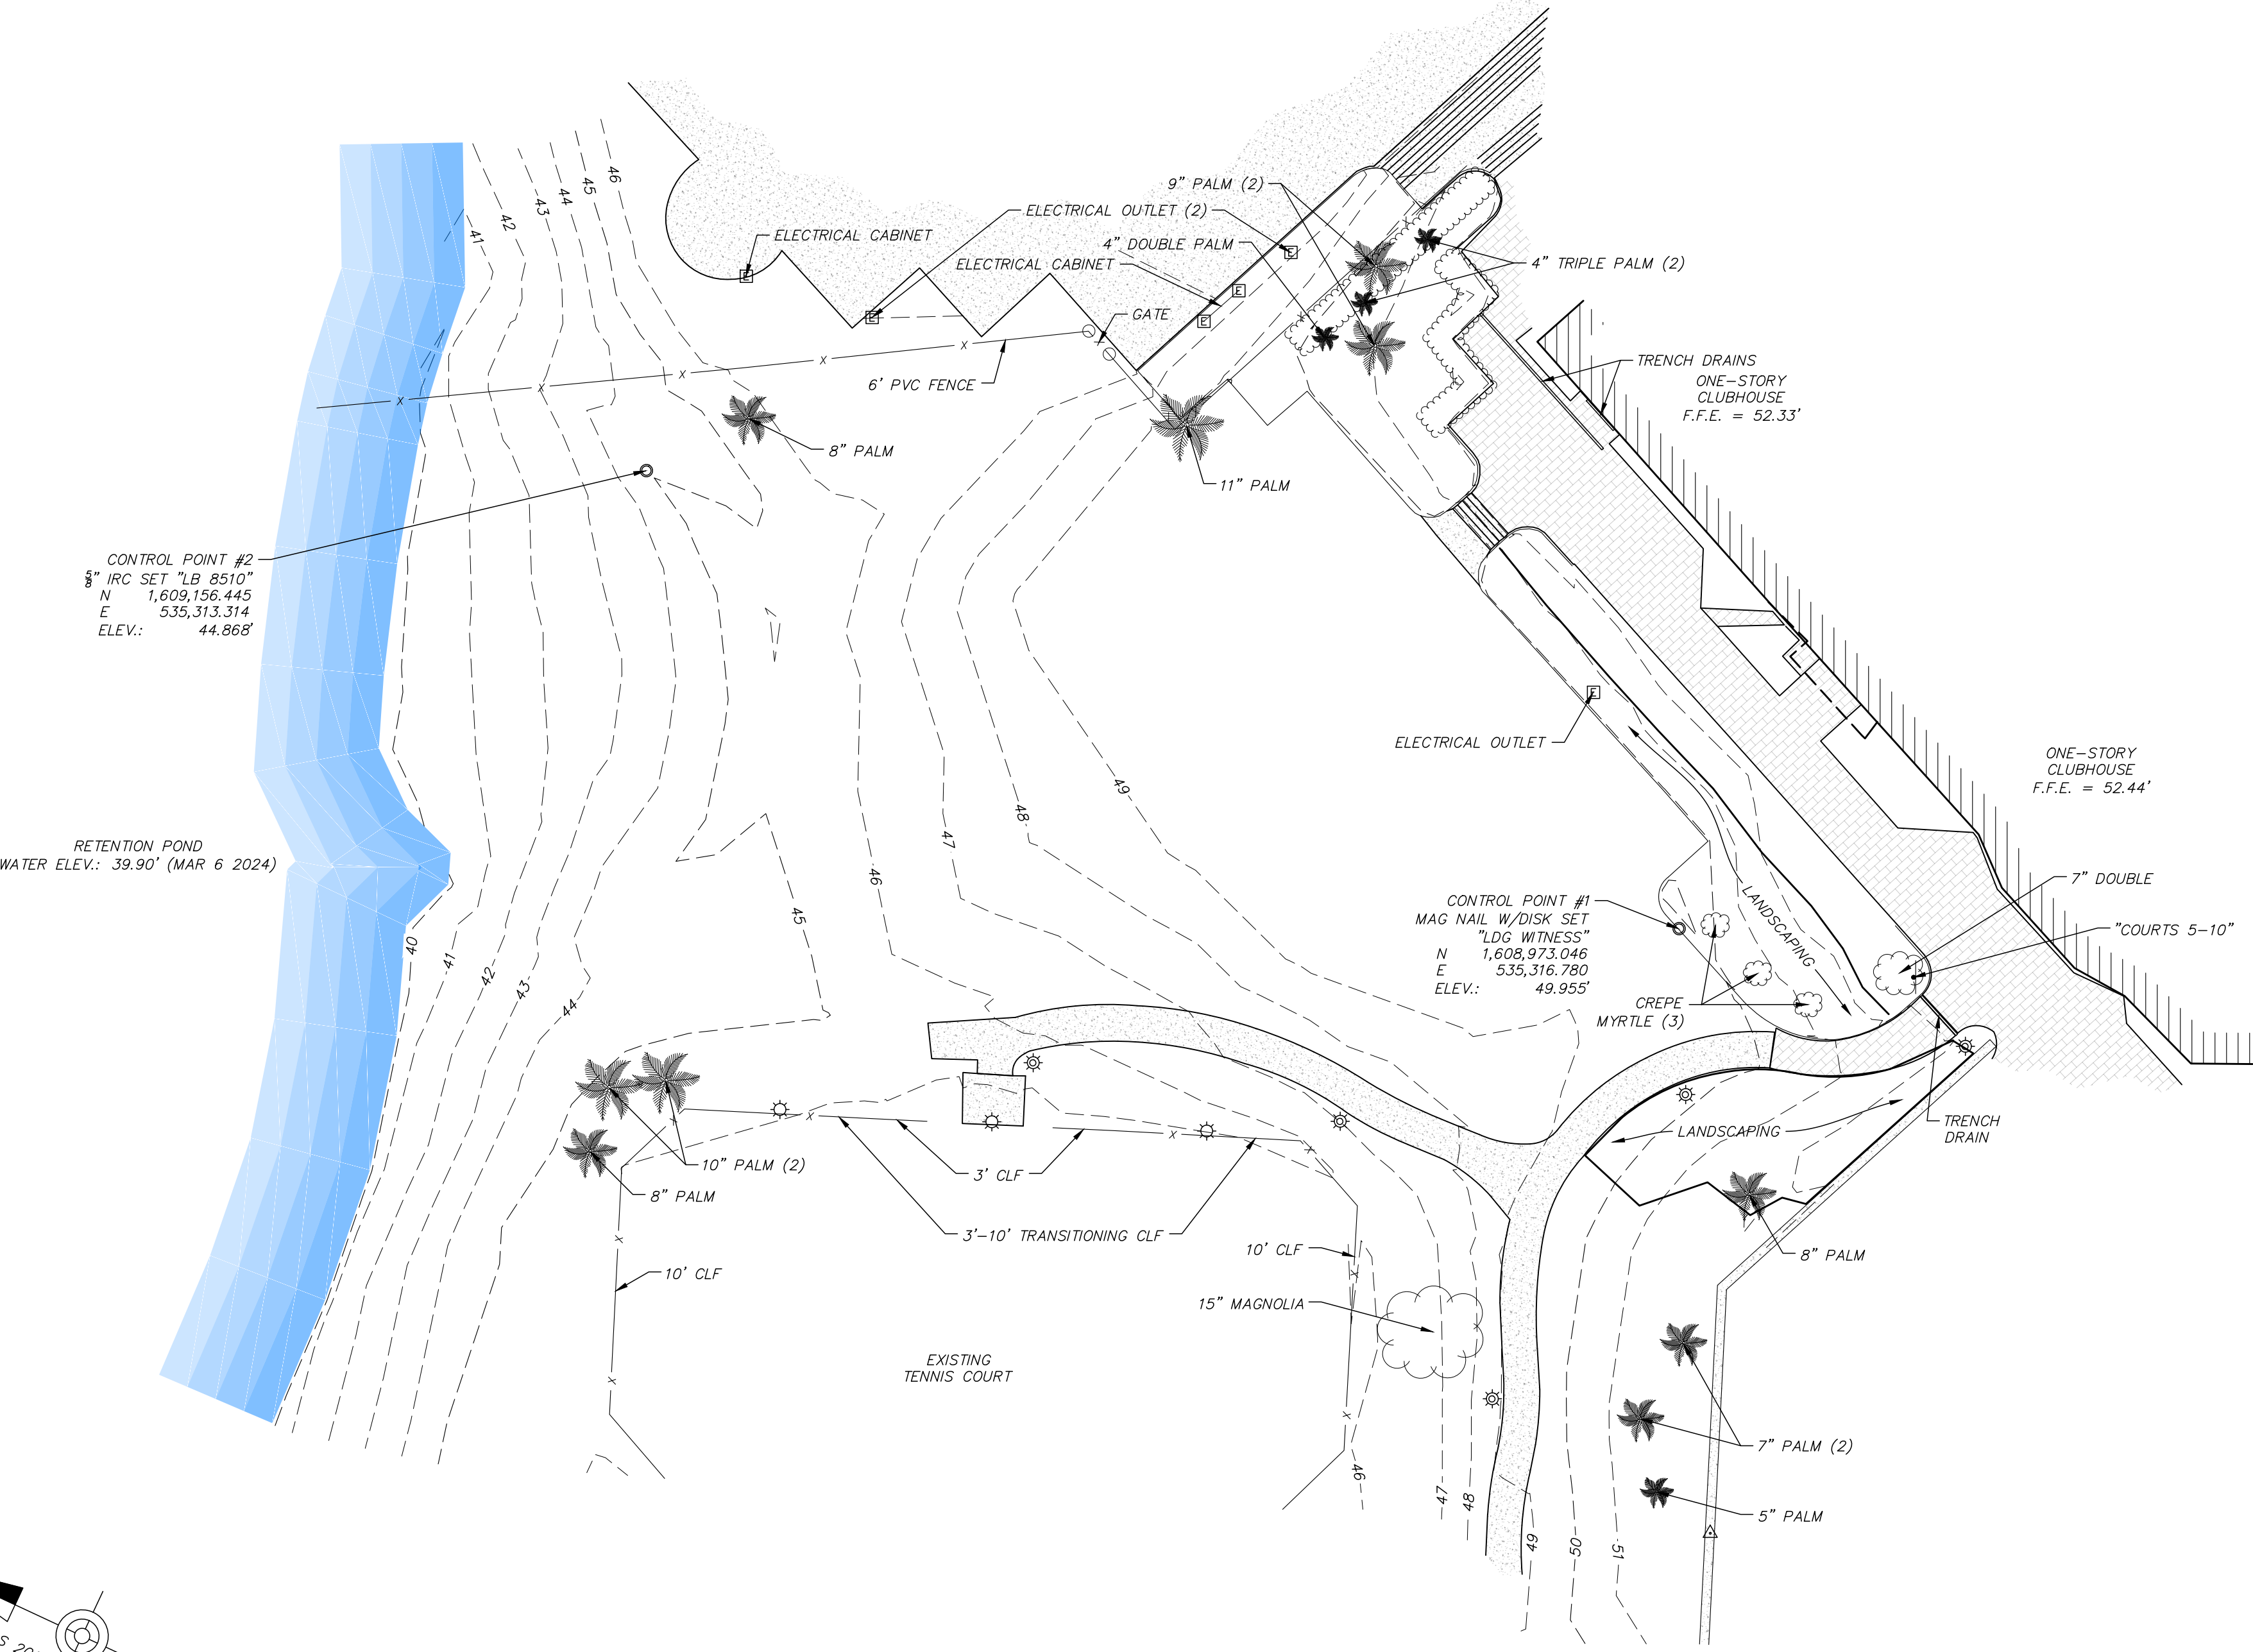 46
45
44
43
42
41
9" PALM (2)
ELECTRICAL OUTLET (2)
ELECTRICAL CABINET
4" DOUBLE PALM
ELECTRICAL CABINET
4" TRIPLE PALM (2)
E
E
E
E
E
GATE
TRENCH DRAINS
ONE-STORY
CLUBHOUSE
F.F.E. = 52.33'
6' PVC FENCE
X
X
X
X
X
8" PALM
11" PALM
CONTROL POINT #2
5/8" IRC SET "LB 8510"
N 1,609,156.445
E 535,313.314
ELEV.: 44.868'
E
ELECTRICAL OUTLET
ONE-STORY
CLUBHOUSE
F.F.E. = 52.44'
49
48
47
46
45
RETENTION POND
WATER ELEV.: 39.90' (MAR 6 2024)
40
41
42
43
44
LANDSCAPING
7" DOUBLE
"COURTS 5-10"
CONTROL POINT #1
MAG NAIL W/DISK SET
"LDG WITNESS"
N 1,608,973.046
E 535,316.780
ELEV.: 49.955'
CREPE
MYRTLE (3)
TRENCH
DRAIN
LANDSCAPING
X
X
X
X
10" PALM (2)
3' CLF
8" PALM
3'-10' TRANSITIONING CLF
X
10' CLF
10' CLF
X
8" PALM
15" MAGNOLIA
EXISTING
TENNIS COURT
X
X
7" PALM (2)
5" PALM
46
47
48
49
50
51